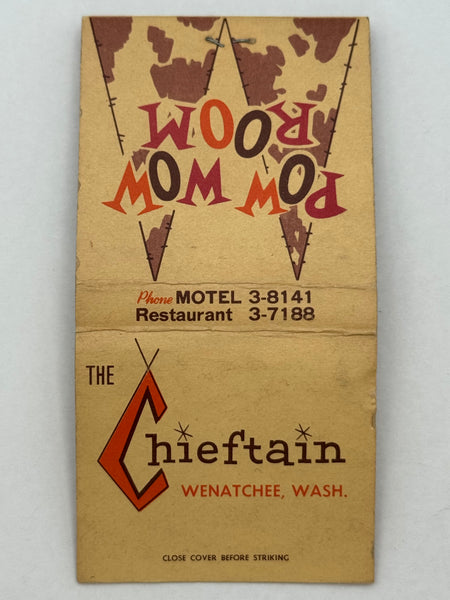 POW WOW
ROOM
Phone MOTEL 3-8141
Restaurant 3-7188
THE
Chieftain
WENATCHEE, WASH.
CLOSE COVER BEFORE STRIKING